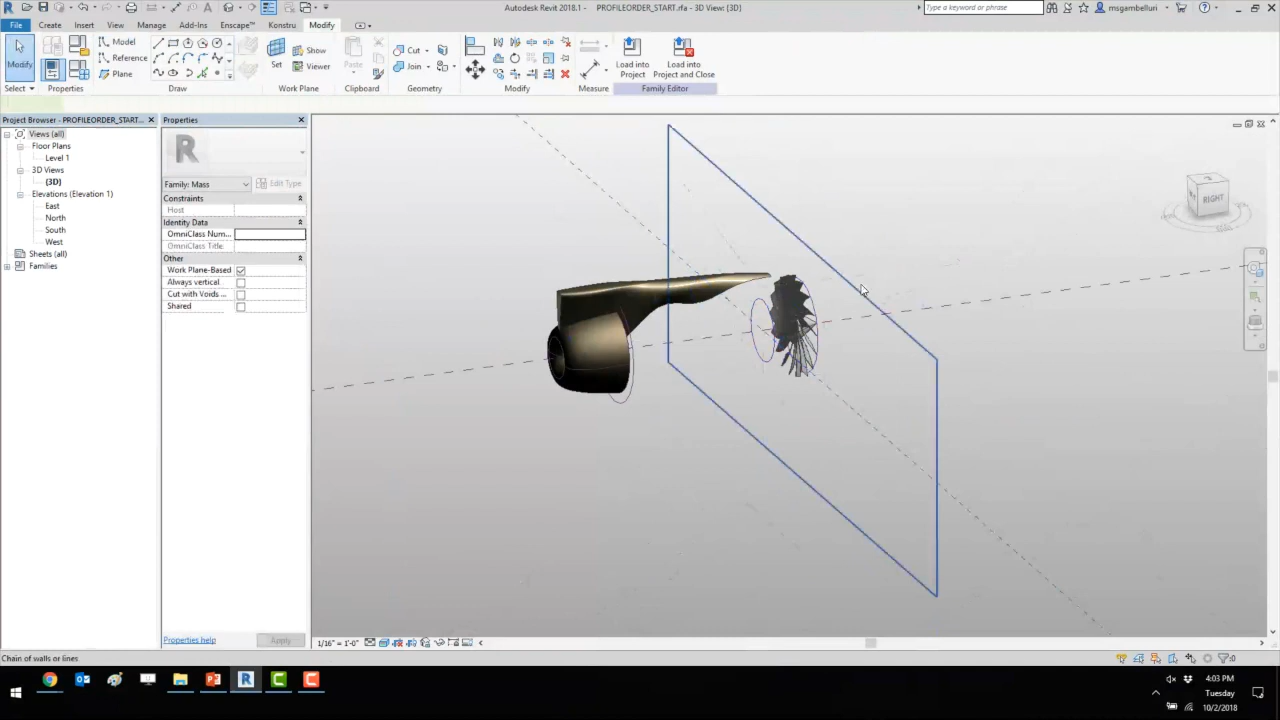 Autodesk Revit 2018.1 - PROFILEORDER_START.rfa - 3D View: {3D}
Type a keyword or phrase
msgambelluri
File Create Insert View Manage Add-Ins Enscape™ Konstru Modify
Modify
Model
Reference
Plane
Set
Show
Viewer
Paste
Cut
Join
Load into Project
Load into Project and Close
Select Properties Draw Work Plane Clipboard Geometry Modify Measure Family Editor
Project Browser - PROFILEORDER_START...
Views (all)
Floor Plans
Level 1
3D Views
{3D}
Elevations (Elevation 1)
East
North
South
West
Sheets (all)
Families
Properties
R
Family: Mass
Edit Type
Constraints
Host
Identity Data
OmniClass Num...
OmniClass Title
Other
Work Plane-Based
Always vertical
Cut with Voids ...
Shared
Properties help
Apply
RIGHT
1/16" = 1'-0"
Chain of walls or lines
:0
4:03 PM
Tuesday
10/2/2018